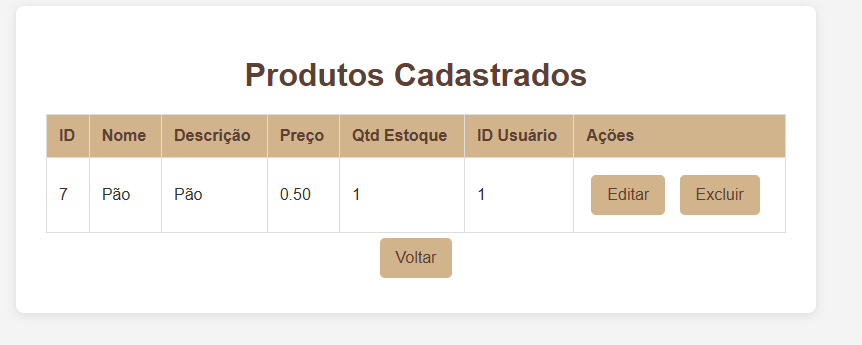 Produtos Cadastrados
ID Nome Descrição Preço Qtd Estoque ID Usuário Ações
7 Pão Pão 0.50 1 1 Editar Excluir
Voltar